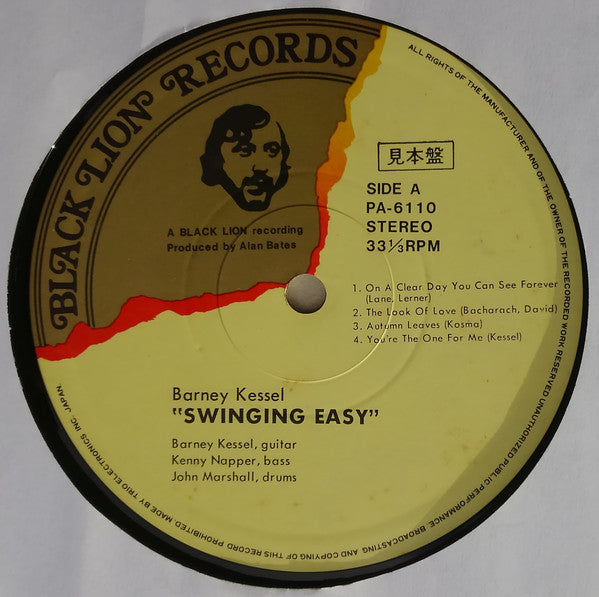 BLACK LION RECORDS
A BLACK LION recording
Produced by Alan Bates
見本盤
SIDE A
PA-6110
STEREO
33⅓RPM
1. On A Clear Day You Can See Forever
(Lane, Lerner)
2. The Look Of Love (Bacharach, David)
3. Autumn Leaves (Kosma)
4. You're The One For Me (Kessel)
Barney Kessel
"SWINGING EASY"
Barney Kessel, guitar
Kenny Napper, bass
John Marshall, drums
ALL RIGHTS OF THE MANUFACTURER AND OF THE OWNER OF THE RECORDED WORK RESERVED UNAUTHORIZED PUBLIC PERFORMANCE, BROADCASTING, AND COPYING OF THIS RECORD PROHIBITED MADE BY TRIO ELECTRONICS INC. JAPAN.